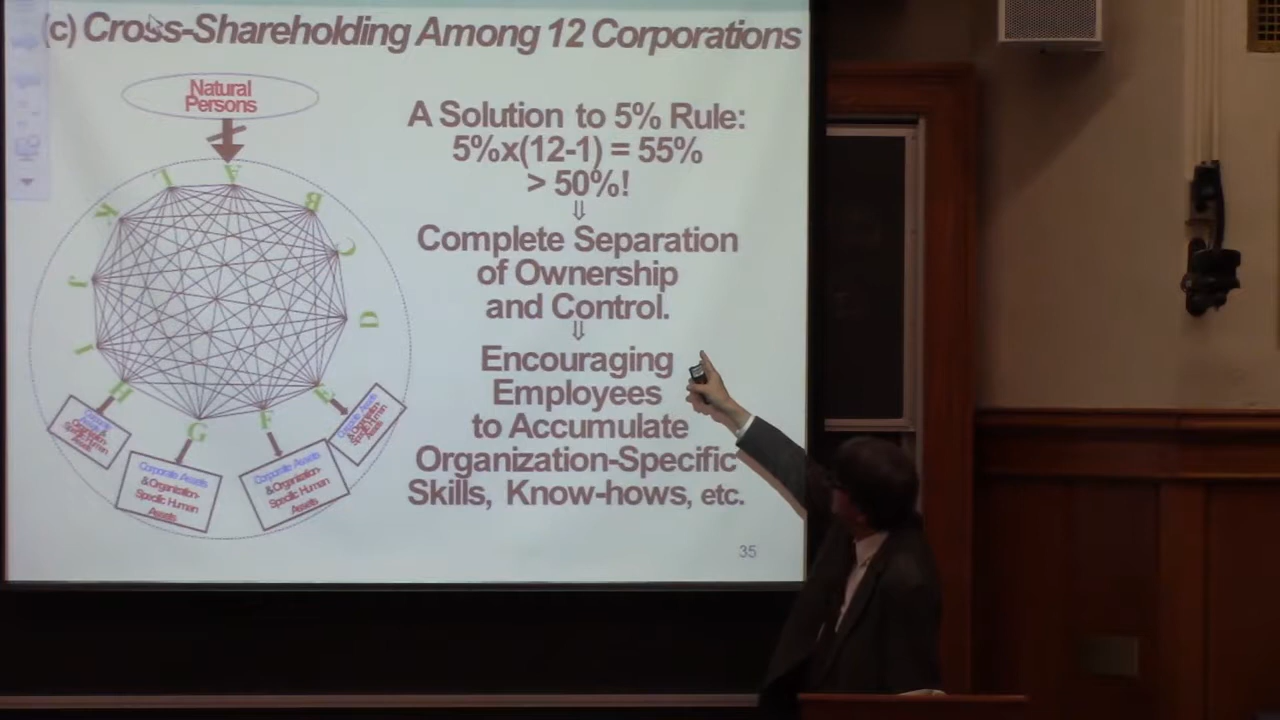 (c) Cross-Shareholding Among 12 Corporations
Natural
Persons
A Solution to 5% Rule:
5%x(12-1) = 55%
> 50%!
⇓
Complete Separation
of Ownership
and Control.
⇓
Encouraging
Employees
to Accumulate
Organization-Specific
Skills, Know-hows, etc.
A
B
C
D
E
F
G
H
I
J
K
Corporate Assets
& Organization-
Specific Human
Assets
Corporate Assets
& Organization-
Specific Human
Assets
35